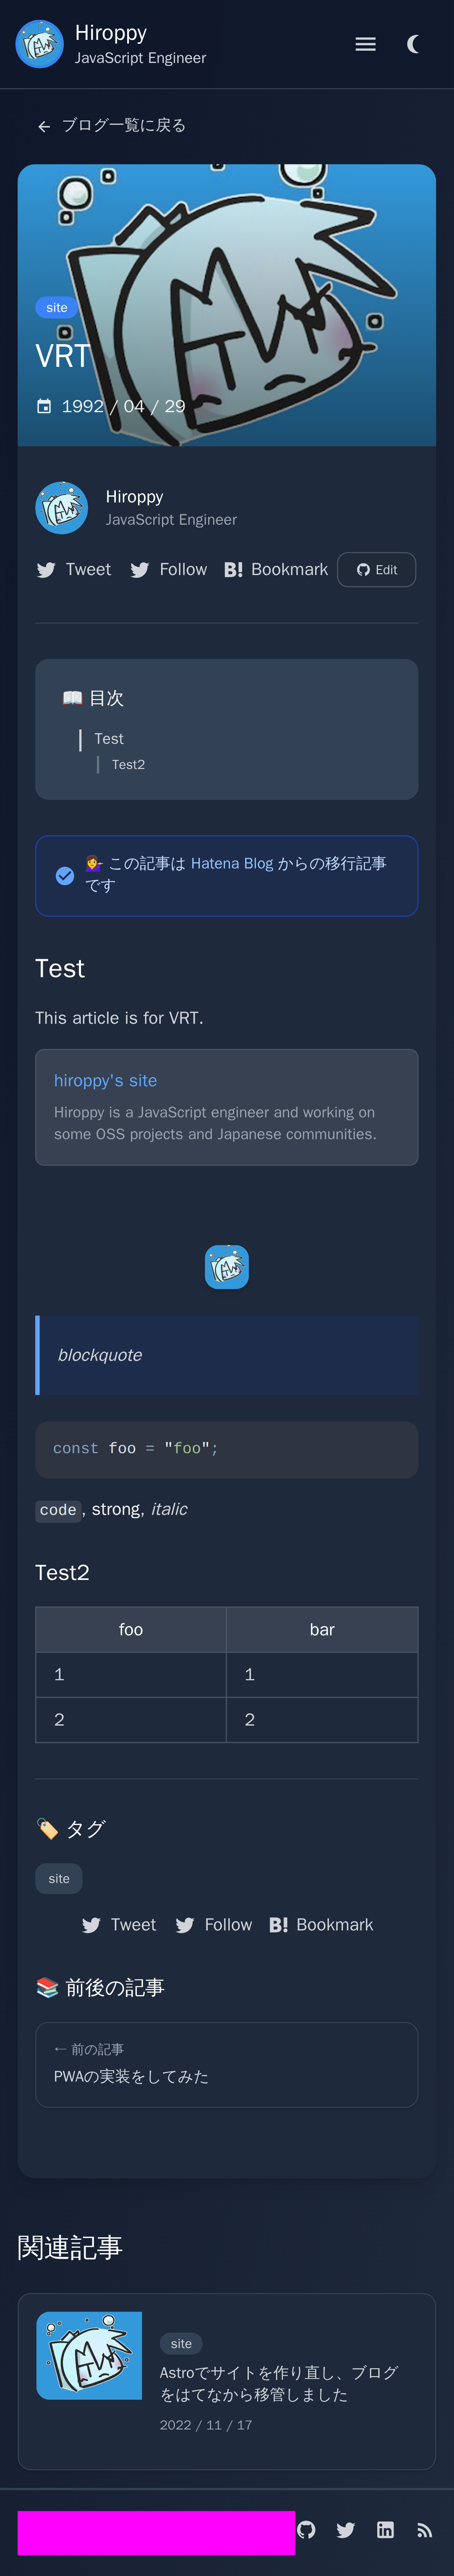 Hiroppy
JavaScript Engineer
ブログ一覧に戻る
site
VRT
1992 / 04 / 29
Hiroppy
JavaScript Engineer
Tweet Follow B! Bookmark Edit
📖 目次
Test
Test2
💁‍♀️ この記事は Hatena Blog からの移行記事
です
Test
This article is for VRT.
hiroppy's site
Hiroppy is a JavaScript engineer and working on
some OSS projects and Japanese communities.
blockquote
const foo = "foo";
code, strong, italic
Test2
foo bar
1 1
2 2
🏷️ タグ
site
Tweet Follow B! Bookmark
📚 前後の記事
← 前の記事
PWAの実装をしてみた
関連記事
site
Astroでサイトを作り直し、ブログ
をはてなから移管しました
2022 / 11 / 17